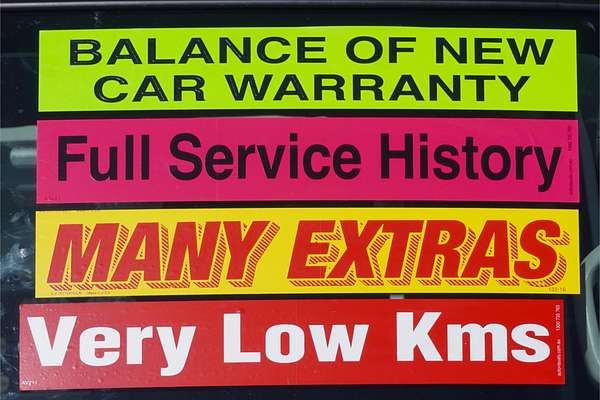 BALANCE OF NEW
CAR WARRANTY
Full Service History
MANY EXTRAS
Very Low Kms